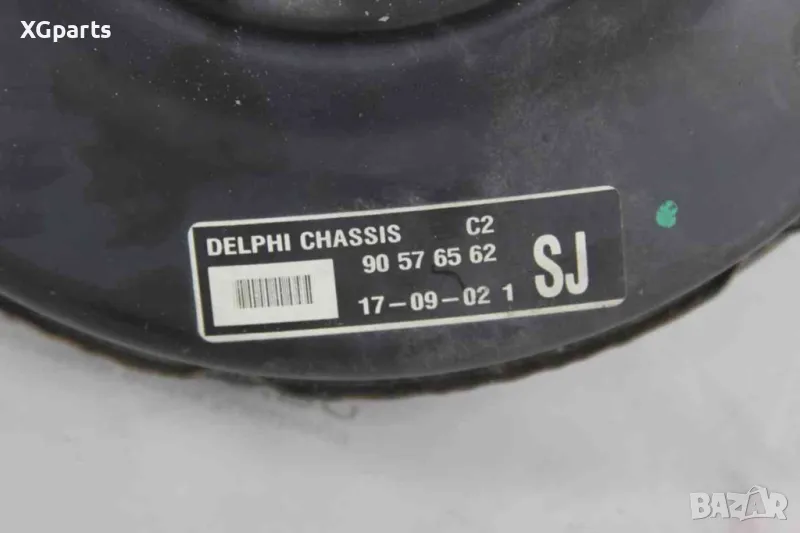 XGparts
DELPHI CHASSIS C2
90 57 65 62
SJ
17-09-02 1
BAZAR